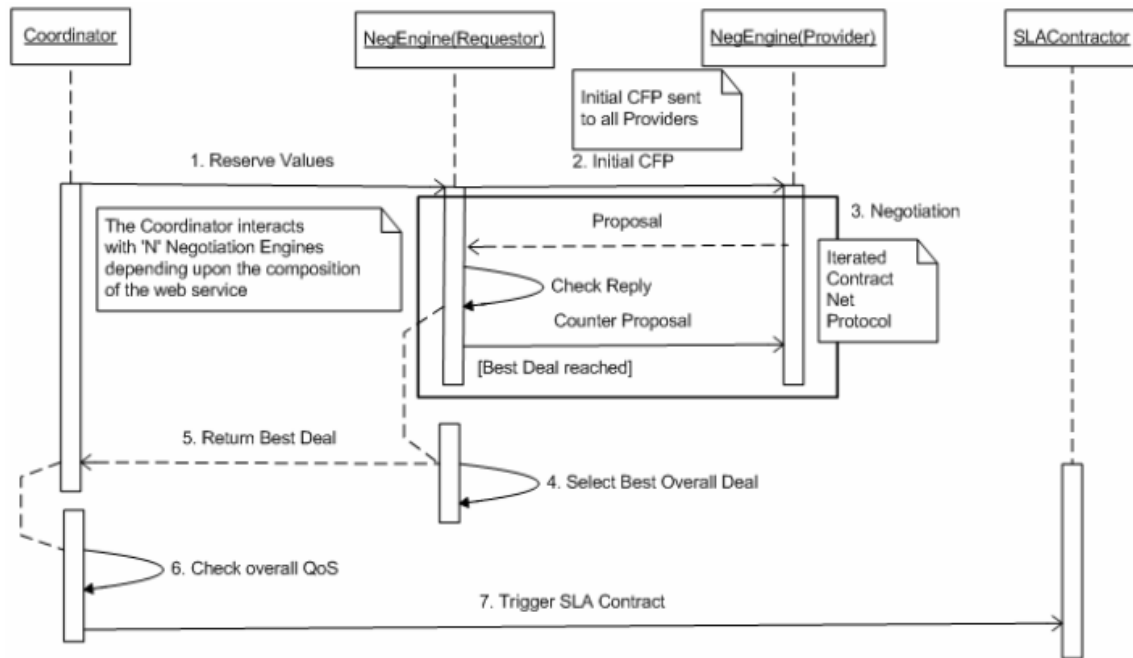 Coordinator
NegEngine(Requestor)
NegEngine(Provider)
SLAContractor
Initial CFP sent
to all Providers
1. Reserve Values
2. Initial CFP
The Coordinator interacts
with 'N' Negotiation Engines
depending upon the composition
of the web service
Proposal
3. Negotiation
Iterated
Contract
Net
Protocol
Check Reply
Counter Proposal
[Best Deal reached]
5. Return Best Deal
4. Select Best Overall Deal
6. Check overall QoS
7. Trigger SLA Contract